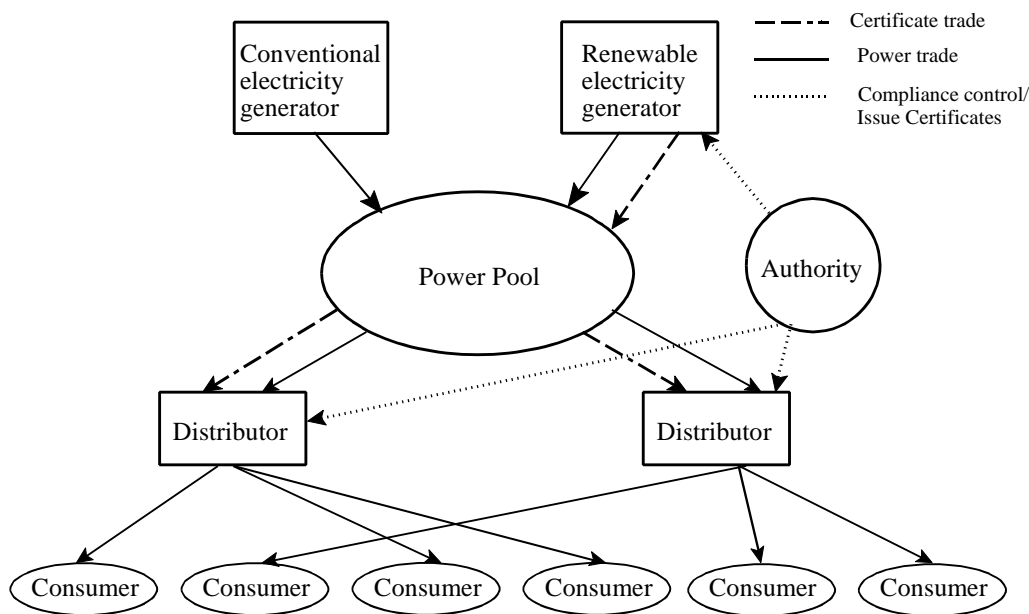 Conventional
electricity
generator
Renewable
electricity
generator
Certificate trade
Power trade
Compliance control/
Issue Certificates
Power Pool
Authority
Distributor
Distributor
Consumer
Consumer
Consumer
Consumer
Consumer
Consumer